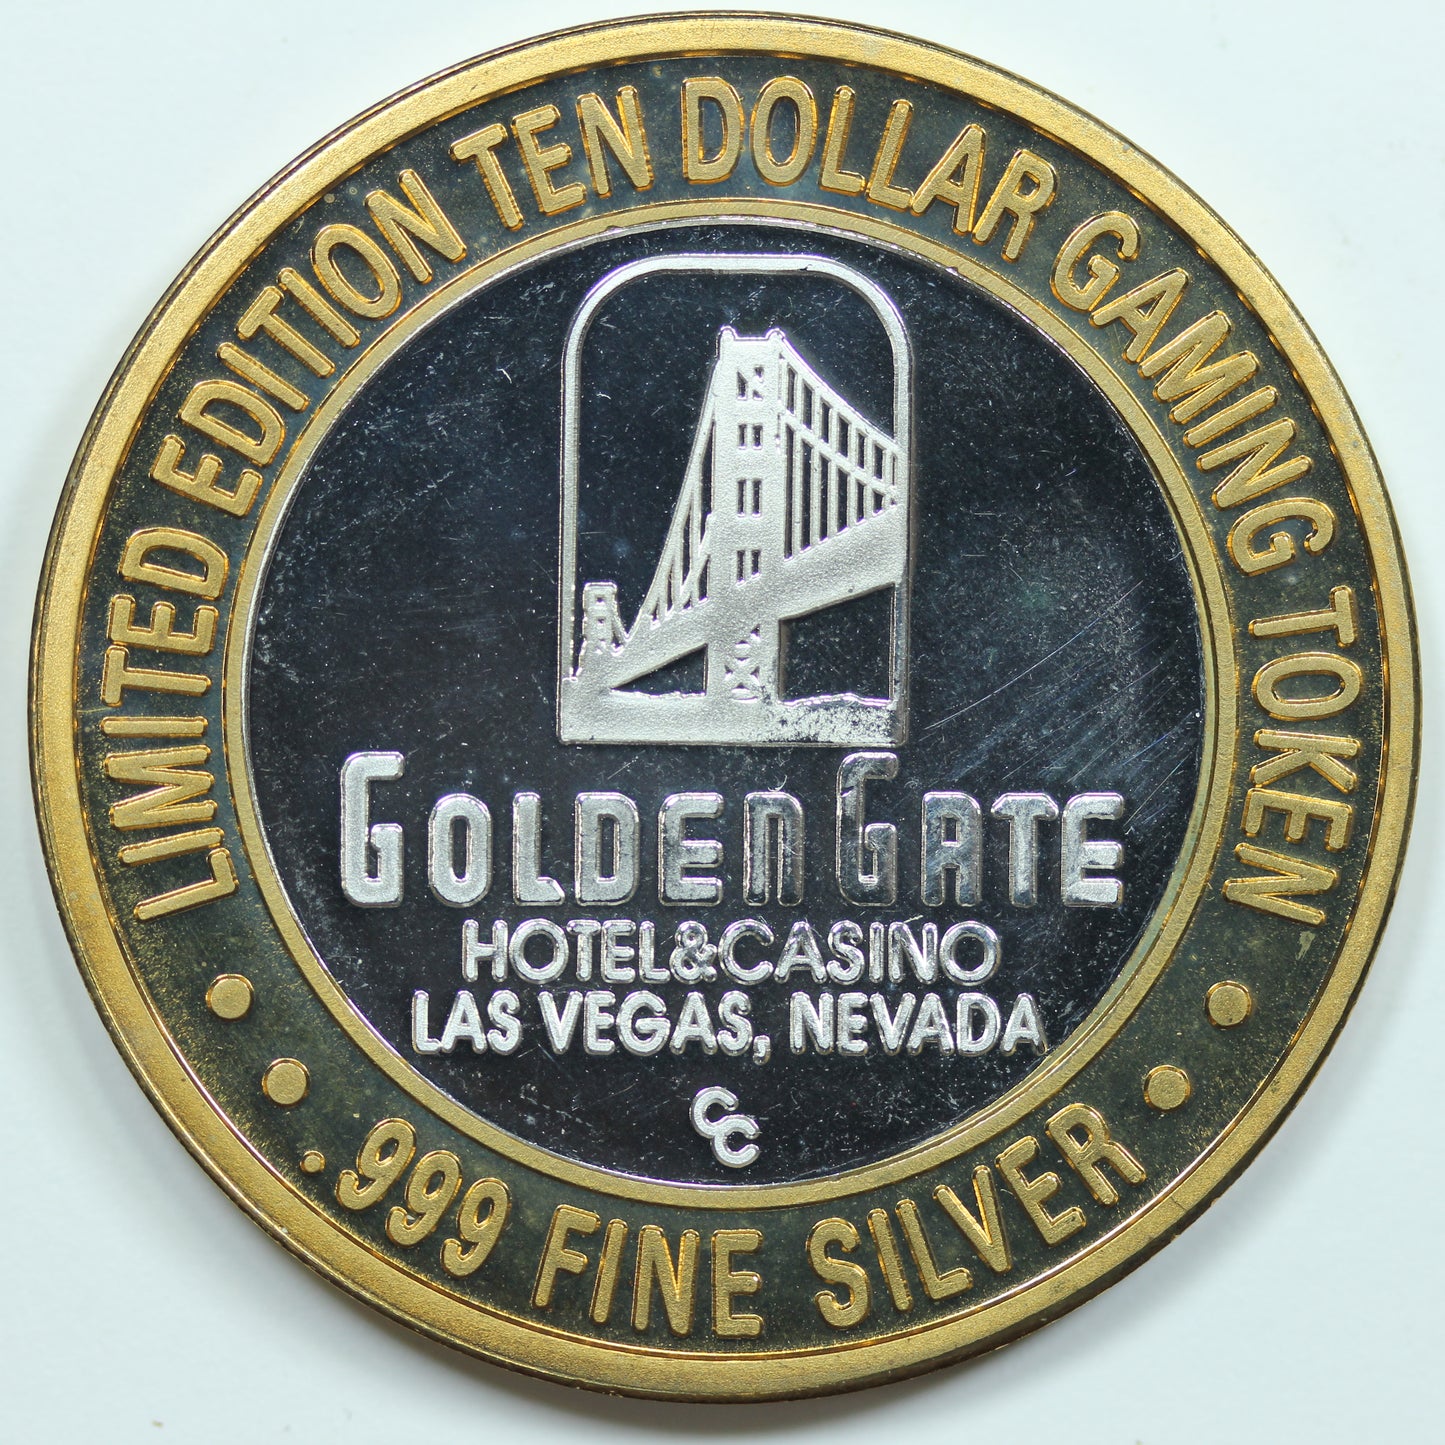 LIMITED EDITION TEN DOLLAR GAMING TOKEN
GOLDEN GATE
HOTEL&CASINO
LAS VEGAS, NEVADA
CC
.999 FINE SILVER